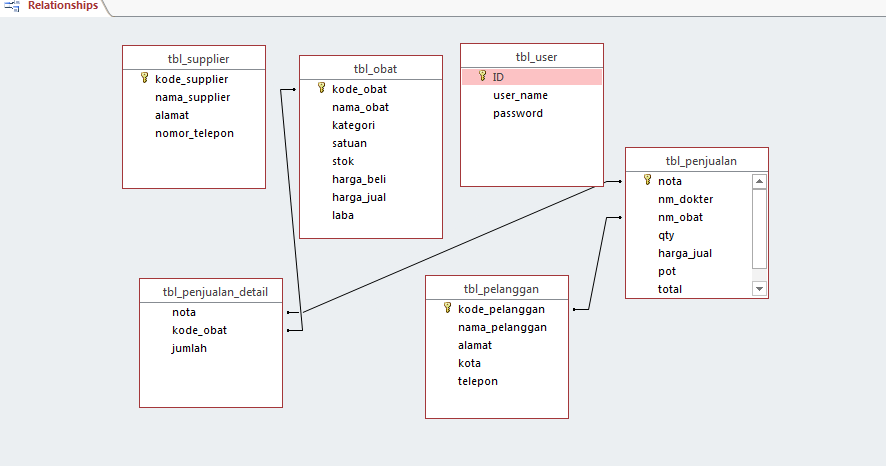 Relationships
tbl_supplier
kode_supplier
nama_supplier
alamat
nomor_telepon
tbl_obat
kode_obat
nama_obat
kategori
satuan
stok
harga_beli
harga_jual
laba
tbl_user
ID
user_name
password
tbl_penjualan
nota
nm_dokter
nm_obat
qty
harga_jual
pot
total
tbl_penjualan_detail
nota
kode_obat
jumlah
tbl_pelanggan
kode_pelanggan
nama_pelanggan
alamat
kota
telepon